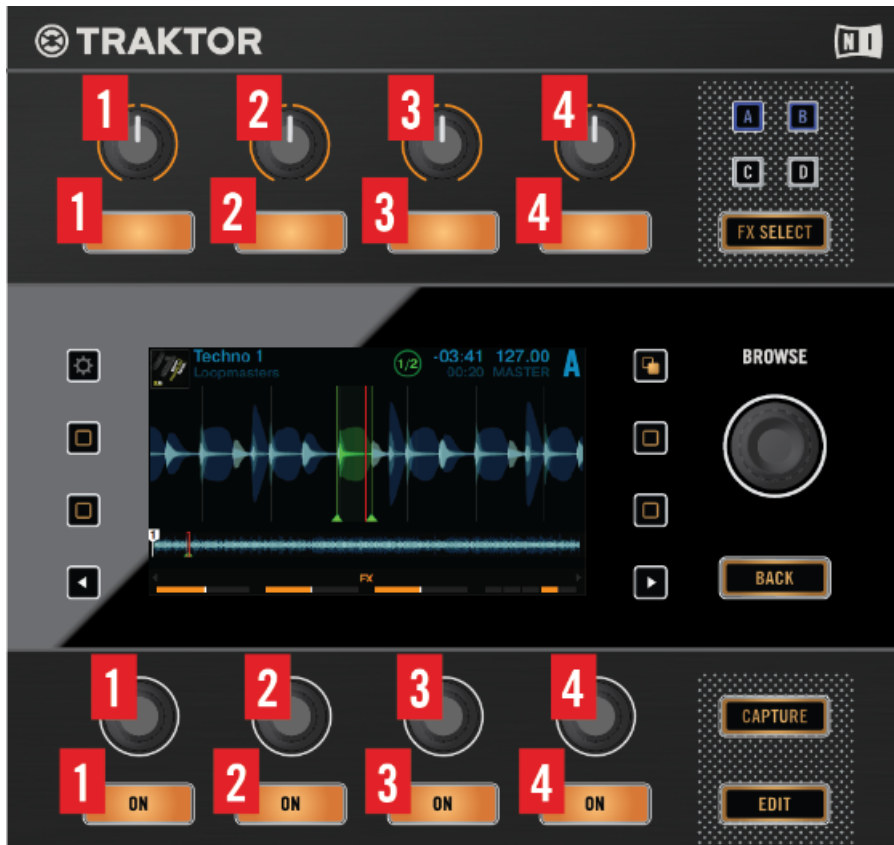 TRAKTOR
NI
1 2 3 4
A B
1 2 3 4
C D
FX SELECT
Techno 1 1/2 -03:41 127.00 A
Loopmasters 00:20 MASTER
BROWSE
1
FX
BACK
1 2 3 4
CAPTURE
1 ON 2 ON 3 ON 4 ON
EDIT